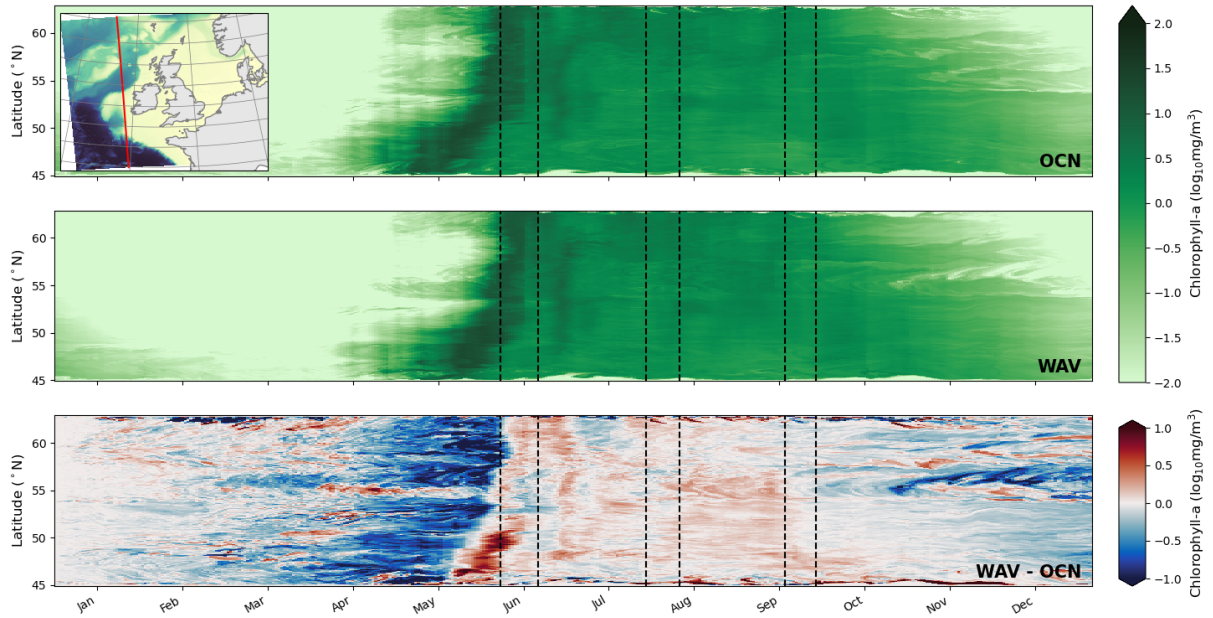 Latitude (°N)
60
55
50
45
OCN
Latitude (°N)
60
55
50
45
WAV
2.0
1.5
1.0
0.5
0.0
−0.5
−1.0
−1.5
−2.0
Chlorophyll-a (log10mg/m3)
Latitude (°N)
60
55
50
45
WAV - OCN
Jan Feb Mar Apr May Jun Jul Aug Sep Oct Nov Dec
1.0
0.5
0.0
−0.5
−1.0
Chlorophyll-a (log10mg/m3)